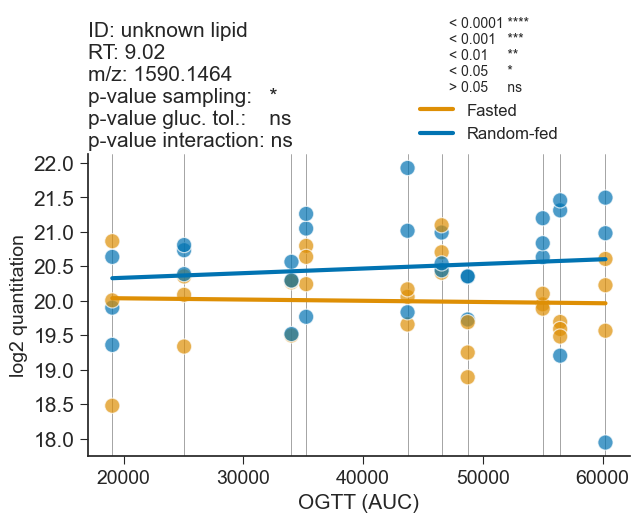 ID: unknown lipid
RT: 9.02
m/z: 1590.1464
p-value sampling: *
p-value gluc. tol.: ns
p-value interaction: ns
< 0.0001 ****
< 0.001 ***
< 0.01 **
< 0.05 *
> 0.05 ns
Fasted
Random-fed
22.0
21.5
21.0
20.5
20.0
19.5
19.0
18.5
18.0
log2 quantitation
20000 30000 40000 50000 60000
OGTT (AUC)